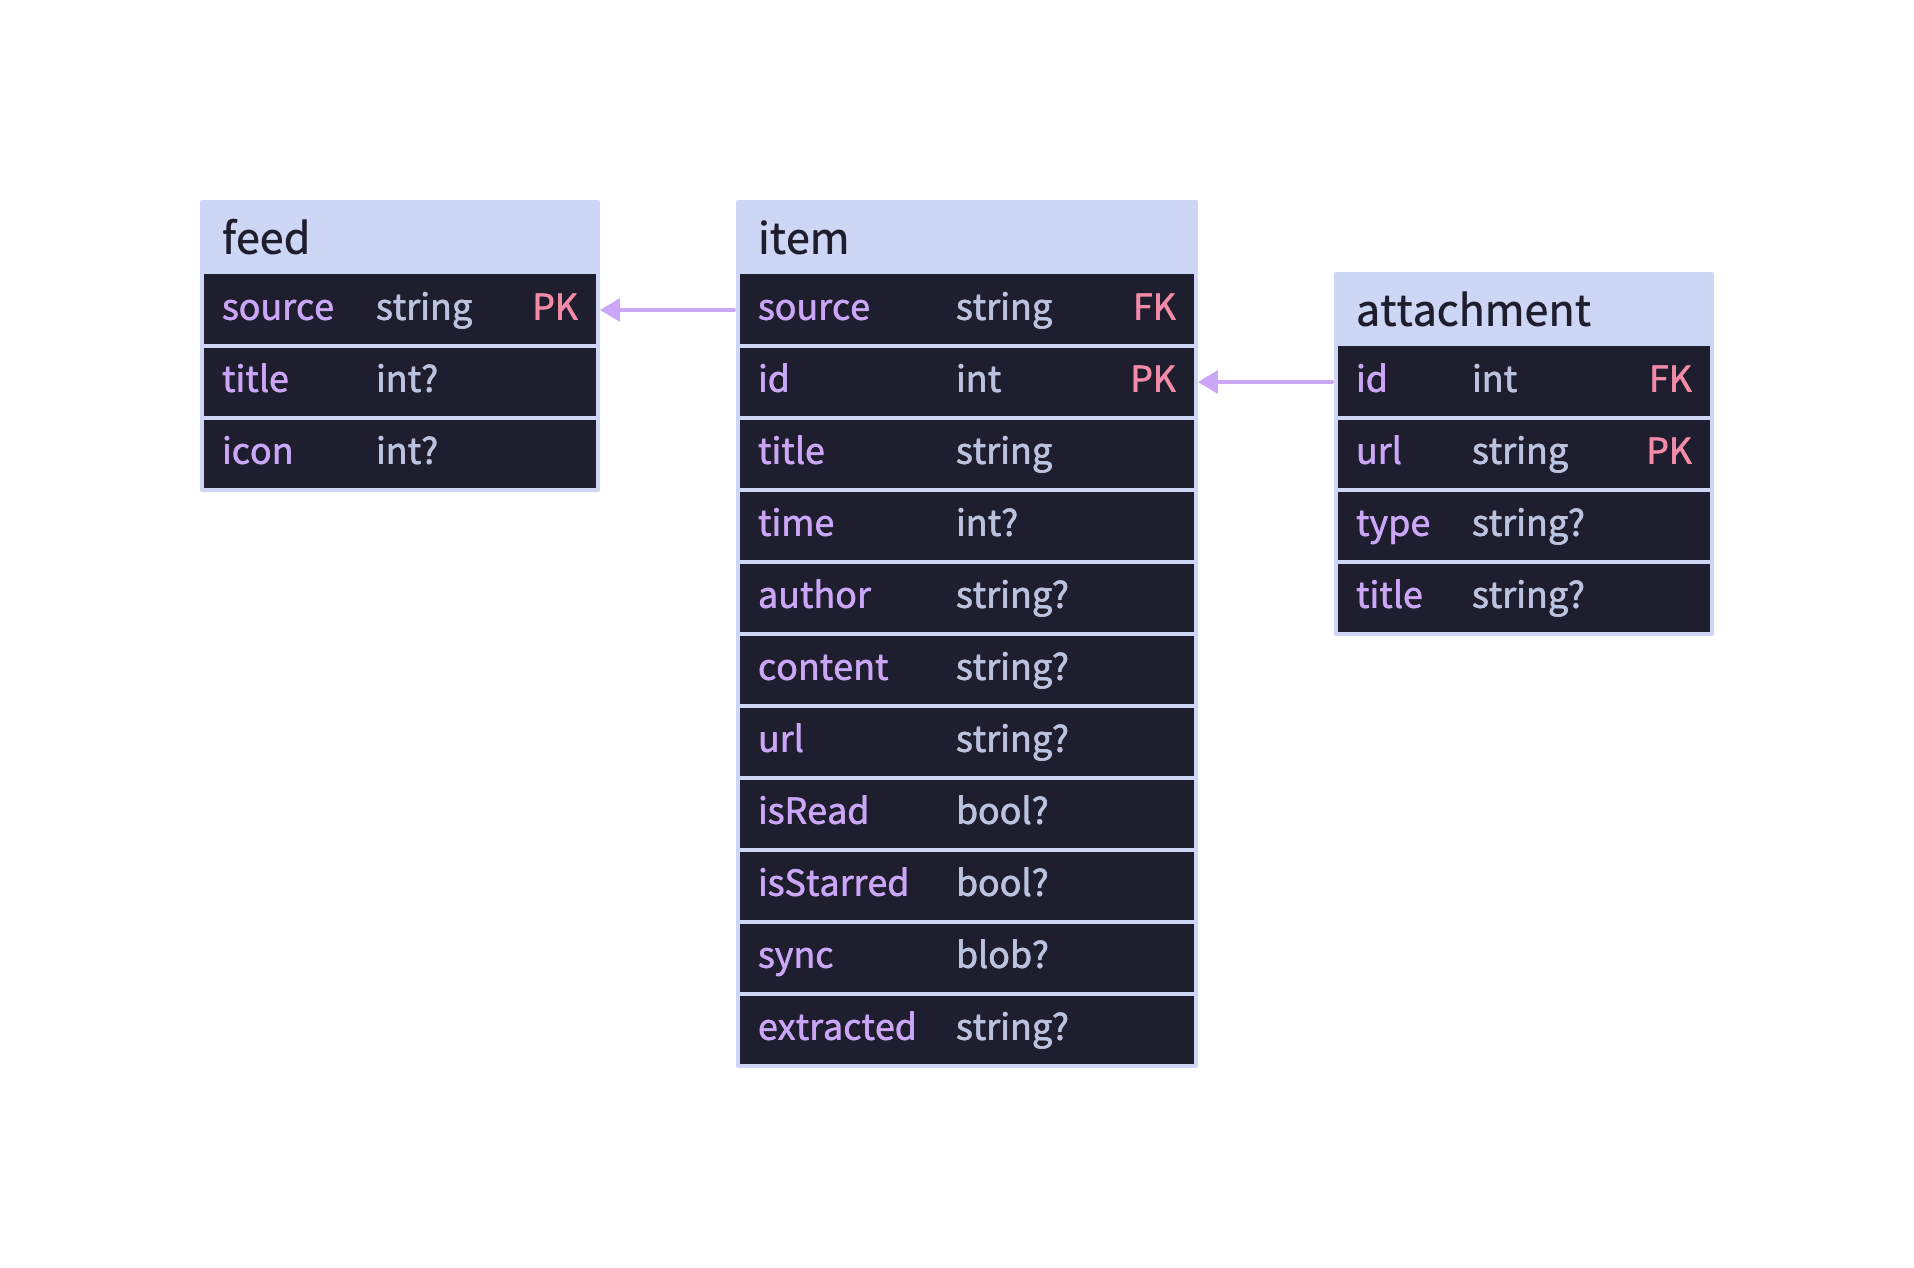 feed
source string PK
title int?
icon int?
item
source string FK
id int PK
title string
time int?
author string?
content string?
url string?
isRead bool?
isStarred bool?
sync blob?
extracted string?
attachment
id int FK
url string PK
type string?
title string?